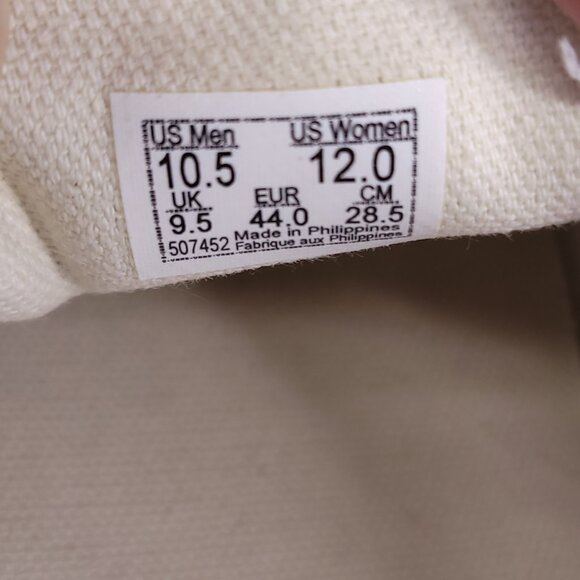 US Men US Women
10.5 12.0
UK EUR CM
9.5 44.0 28.5
507452 Made in Philippines
Fabrique aux Philippines